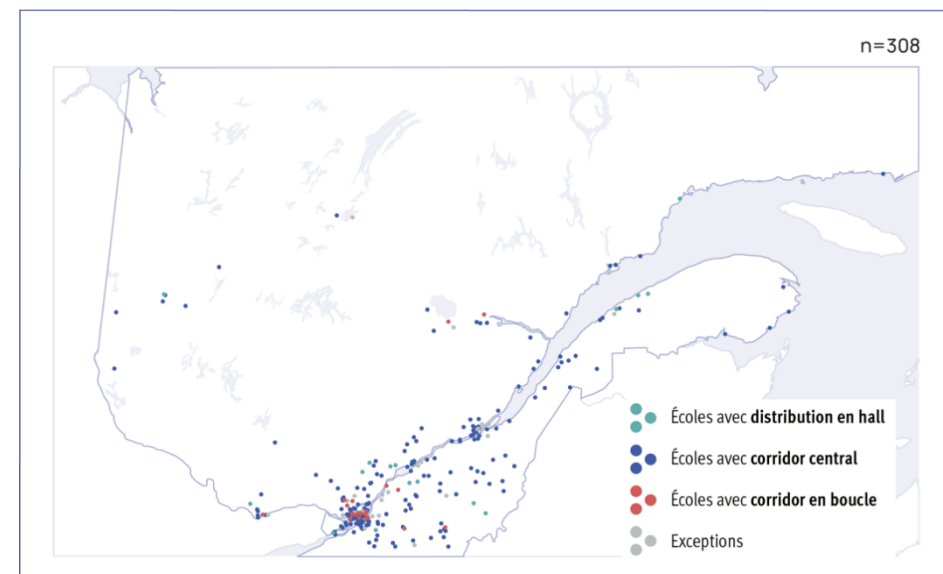 n=308
Écoles avec distribution en hall
Écoles avec corridor central
Écoles avec corridor en boucle
Exceptions